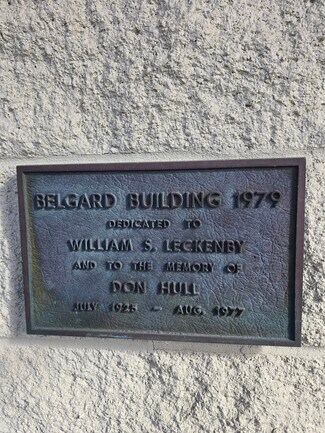 BELGARD BUILDING 1979
DEDICATED TO
WILLIAM S. LECKENBY
AND TO THE MEMORY OF
DON HULL
JULY 1925 – AUG. 1977